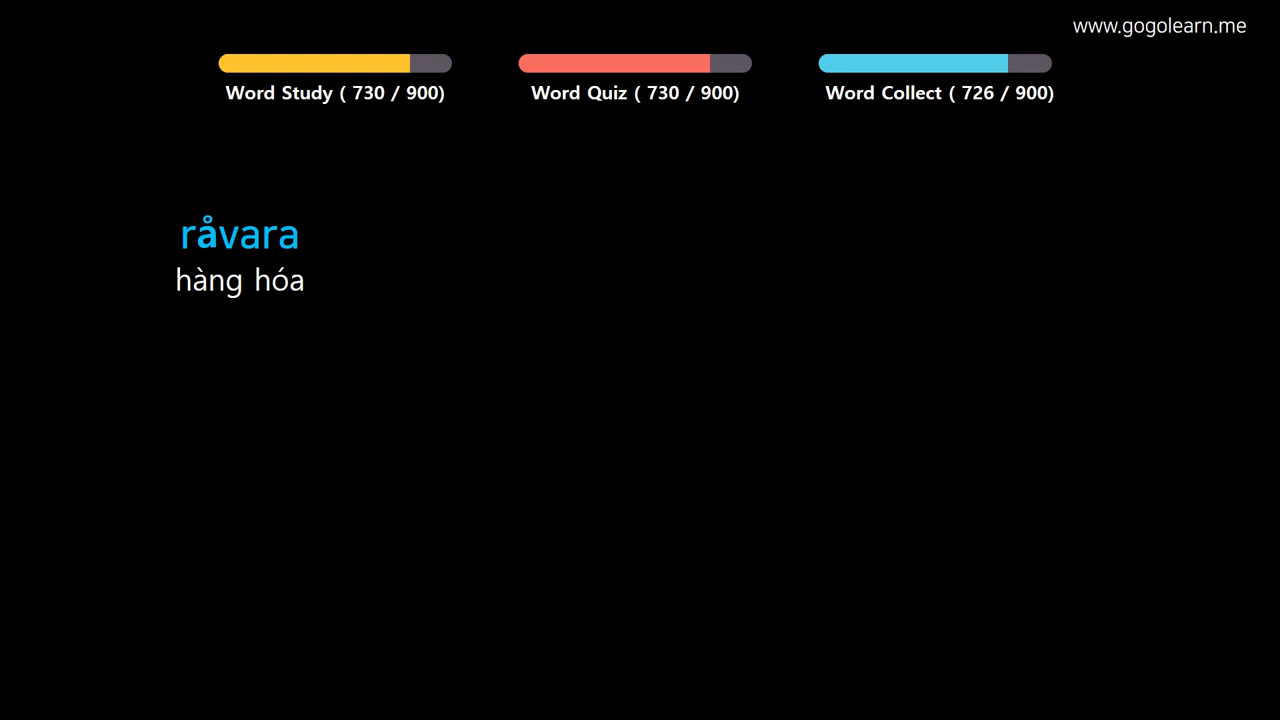 www.gogolearn.me
Word Study ( 730 / 900)
Word Quiz ( 730 / 900)
Word Collect ( 726 / 900)
råvara
hàng hóa